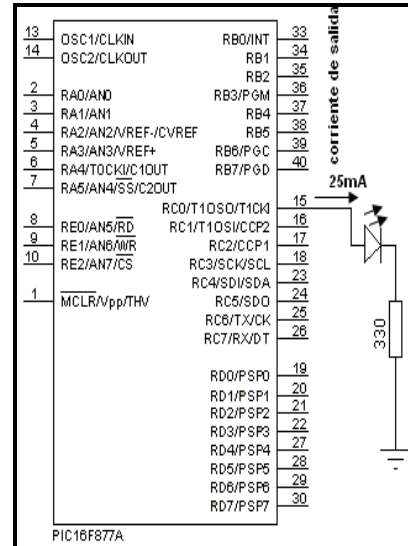 13 OSC1/CLKIN
14 OSC2/CLKOUT
2 RA0/AN0
3 RA1/AN1
4 RA2/AN2/VREF-/CVREF
5 RA3/AN3/VREF+
6 RA4/T0CKI/C1OUT
7 RA5/AN4/SS/C2OUT
8 RE0/AN5/RD
9 RE1/AN6/WR
10 RE2/AN7/CS
1 MCLR/Vpp/THV
RB0/INT 33
RB1 34
RB2 35
RB3/PGM 36
RB4 37
RB5 38
RB6/PGC 39
RB7/PGD 40
RC0/T1OSO/T1CKI 15
RC1/T1OSI/CCP2 16
RC2/CCP1 17
RC3/SCK/SCL 18
RC4/SDI/SDA 23
RC5/SDO 24
RC6/TX/CK 25
RC7/RX/DT 26
RD0/PSP0 19
RD1/PSP1 20
RD2/PSP2 21
RD3/PSP3 22
RD4/PSP4 27
RD5/PSP5 28
RD6/PSP6 29
RD7/PSP7 30
PIC16F877A
corriente de salida
25mA
330